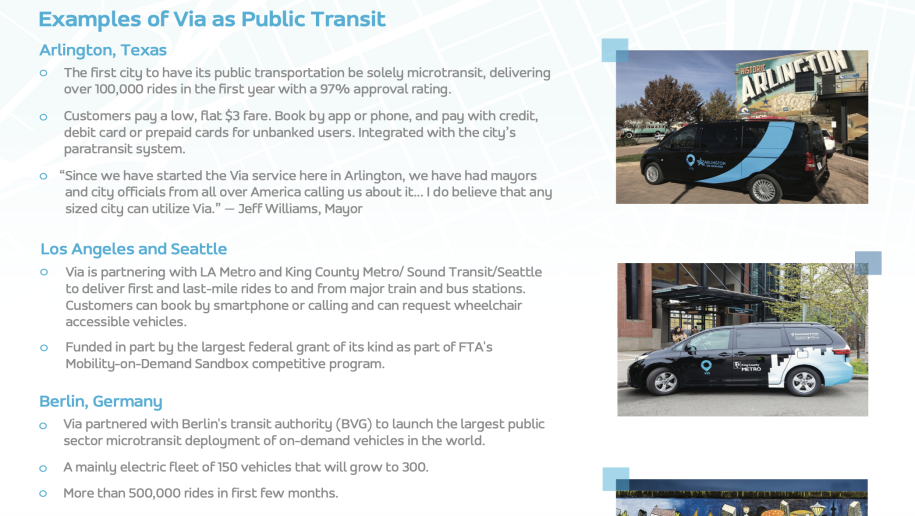 Examples of Via as Public Transit
Arlington, Texas
The first city to have its public transportation be solely microtransit, delivering
over 100,000 rides in the first year with a 97% approval rating.
Customers pay a low, flat $3 fare. Book by app or phone, and pay with credit,
debit card or prepaid cards for unbanked users. Integrated with the city's
paratransit system.
“Since we have started the Via service here in Arlington, we have had mayors
and city officials from all over America calling us about it... I do believe that any
sized city can utilize Via.” — Jeff Williams, Mayor
Los Angeles and Seattle
Via is partnering with LA Metro and King County Metro/ Sound Transit/Seattle
to deliver first and last-mile rides to and from major train and bus stations.
Customers can book by smartphone or calling and can request wheelchair
accessible vehicles.
Funded in part by the largest federal grant of its kind as part of FTA's
Mobility-on-Demand Sandbox competitive program.
Berlin, Germany
Via partnered with Berlin's transit authority (BVG) to launch the largest public
sector microtransit deployment of on-demand vehicles in the world.
A mainly electric fleet of 150 vehicles that will grow to 300.
More than 500,000 rides in first few months.
HISTORIC
ARLINGTON
ARLINGTON
VIA
King County
METRO